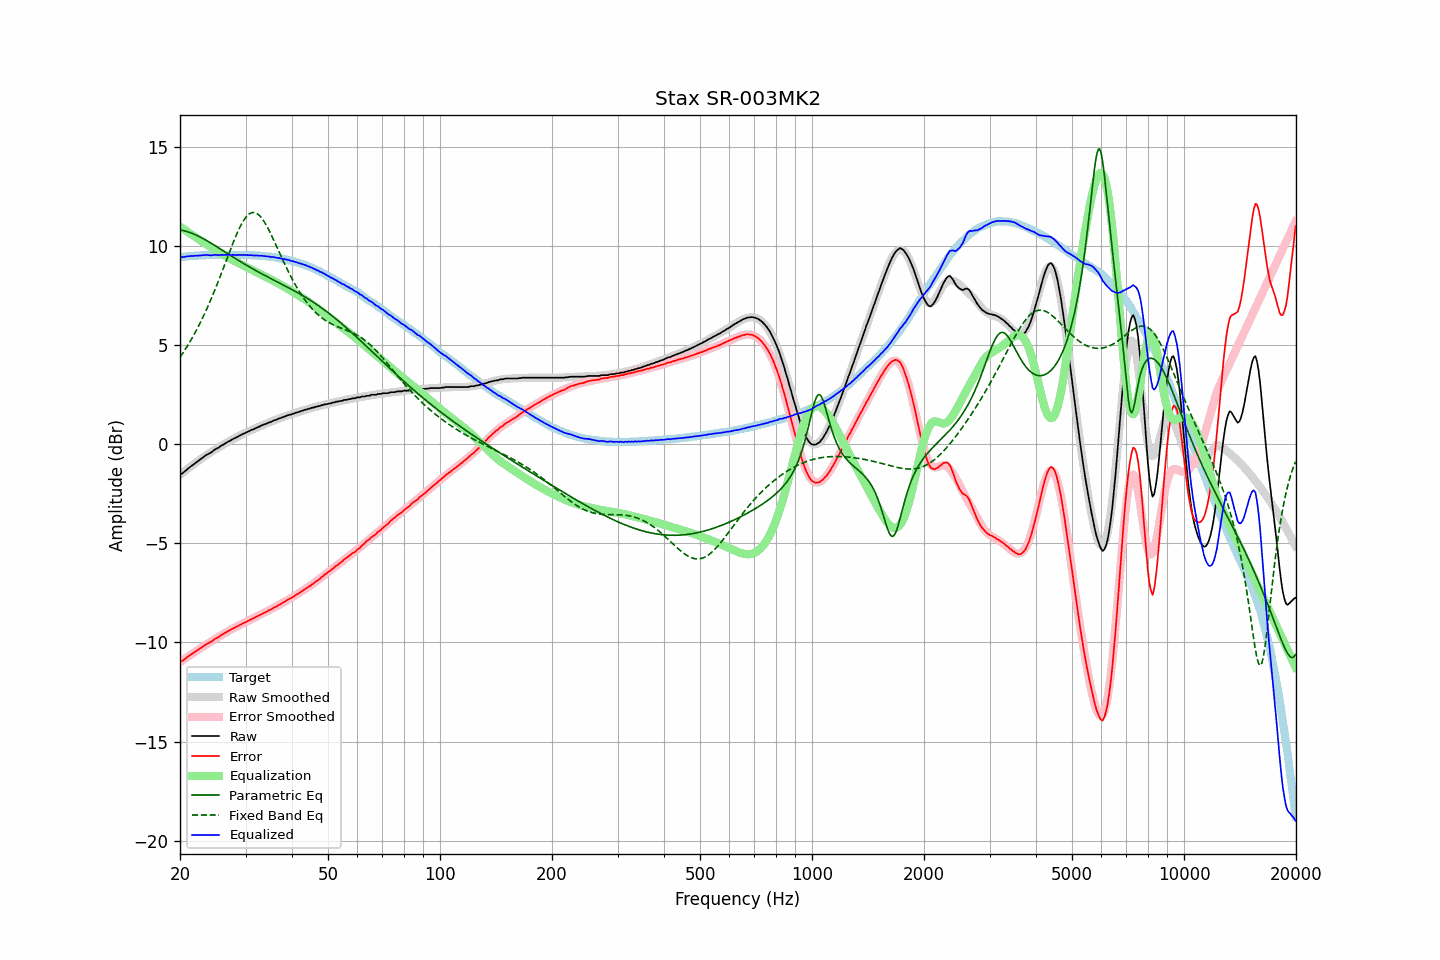 Stax SR-003MK2
Amplitude (dBr)
15
10
5
0
−5
−10
−15
−20
Target
Raw Smoothed
Error Smoothed
Raw
Error
Equalization
Parametric Eq
Fixed Band Eq
Equalized
20 50 100 200 500 1000 2000 5000 10000 20000
Frequency (Hz)